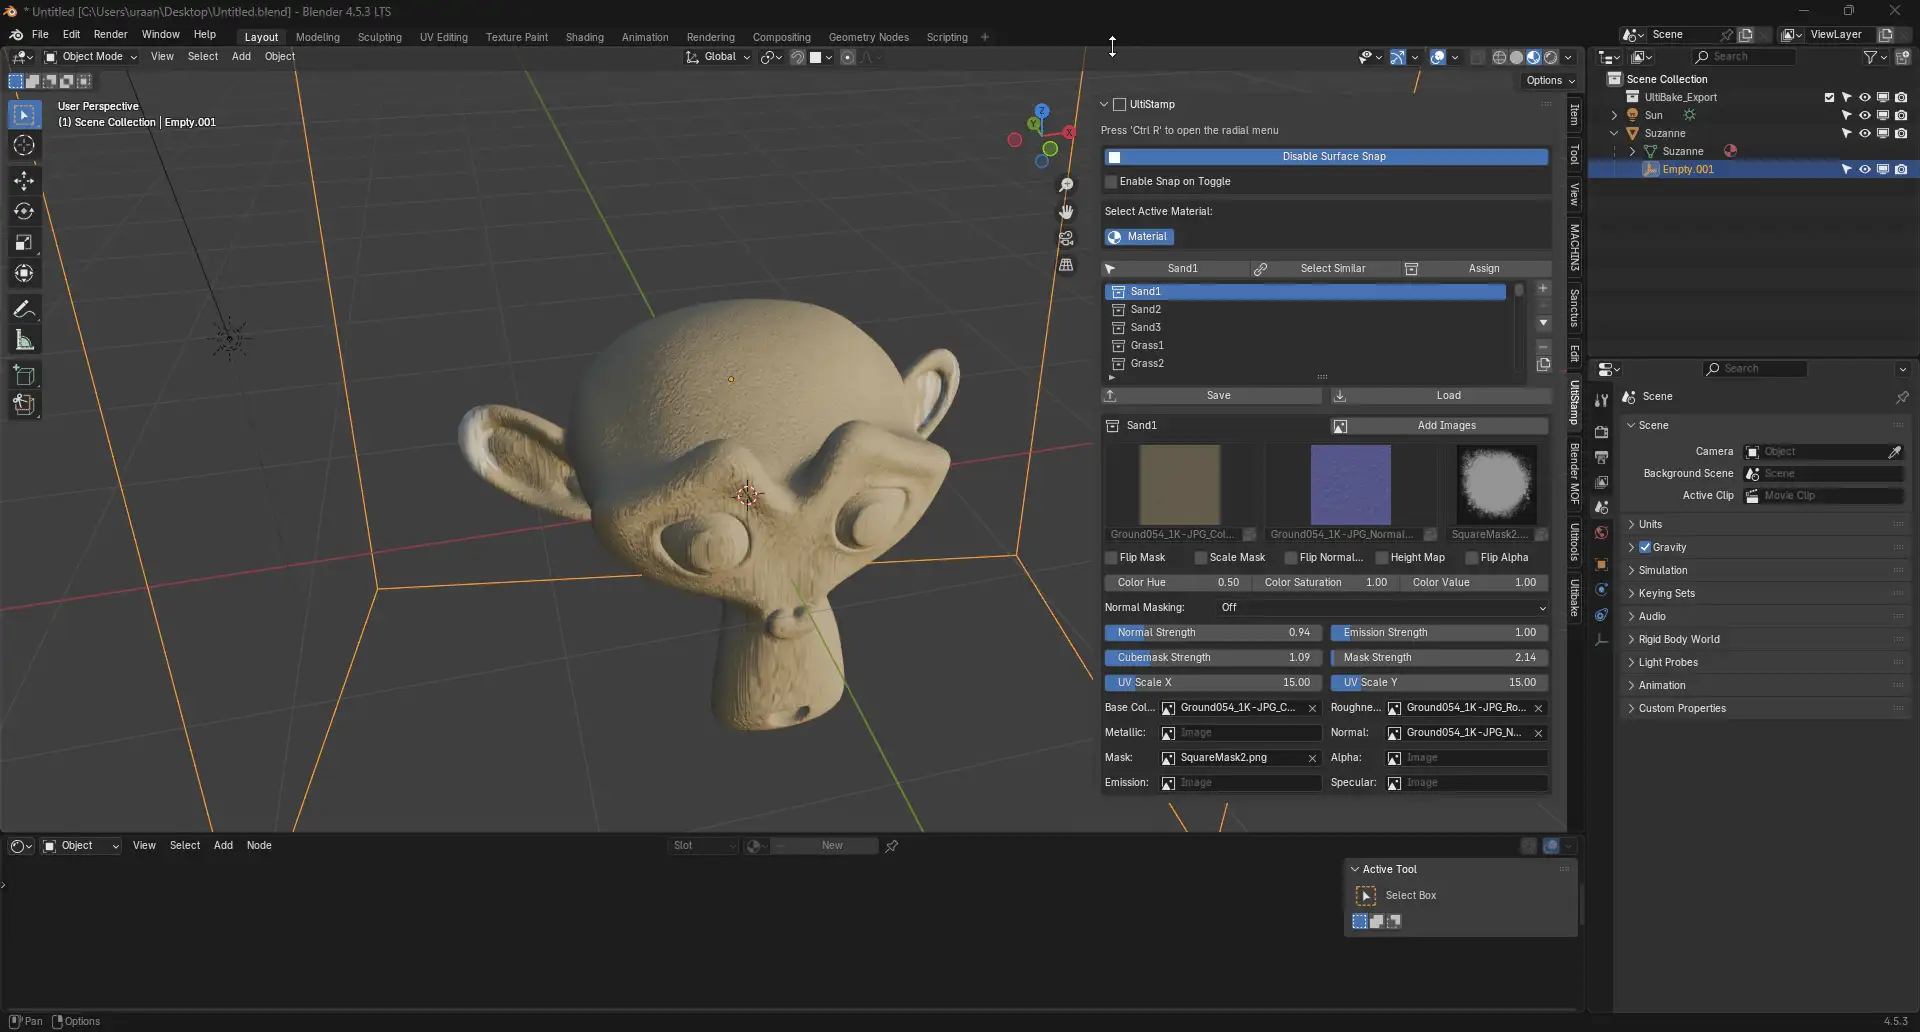 * Untitled [C:\Users\uraan\Desktop\Untitled.blend] - Blender 4.5.3 LTS
File Edit Render Window Help
Layout Modeling Sculpting UV Editing Texture Paint Shading Animation Rendering Compositing Geometry Nodes Scripting +
Scene
ViewLayer
Object Mode View Select Add Object
Global
Options
User Perspective
(1) Scene Collection | Empty.001
Z
Y
X
UltiStamp
Press 'Ctrl R' to open the radial menu
Disable Surface Snap
Enable Snap on Toggle
Select Active Material:
Material
Sand1 Select Similar Assign
Sand1
Sand2
Sand3
Grass1
Grass2
Save Load
Sand1 Add Images
Ground054_1K-JPG_Col... Ground054_1K-JPG_Normal... SquareMask2....
Flip Mask Scale Mask Flip Normal... Height Map Flip Alpha
Color Hue 0.50 Color Saturation 1.00 Color Value 1.00
Normal Masking: Off
Normal Strength 0.94 Emission Strength 1.00
Cubemask Strength 1.09 Mask Strength 2.14
UV Scale X 15.00 UV Scale Y 15.00
Base Col... Ground054_1K-JPG_C... Roughne... Ground054_1K-JPG_Ro...
Metallic: Image Normal: Ground054_1K-JPG_N...
Mask: SquareMask2.png Alpha: Image
Emission: Image Specular: Image
Item
Tool
View
MACHIN3
Sanctus
Edit
UltiStamp
Blender MOF
Ultitools
Ultibake
Search
Scene Collection
UltiBake_Export
Sun
Suzanne
Suzanne
Empty.001
Search
Scene
Scene
Camera Object
Background Scene Scene
Active Clip Movie Clip
Units
Gravity
Simulation
Keying Sets
Audio
Rigid Body World
Light Probes
Animation
Custom Properties
Object View Select Add Node
Slot New
Active Tool
Select Box
Pan Options
4.5.3